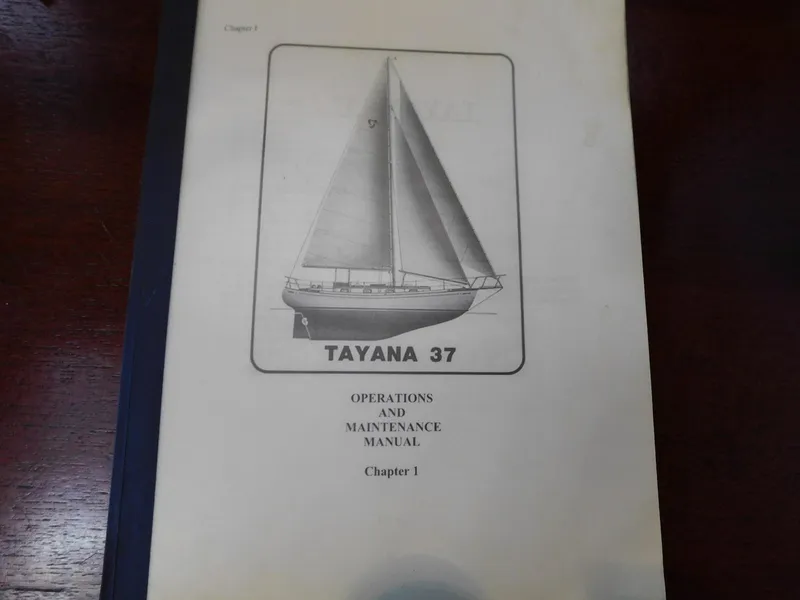 Chapter 1
TAYANA 37
OPERATIONS
AND
MAINTENANCE
MANUAL
Chapter 1